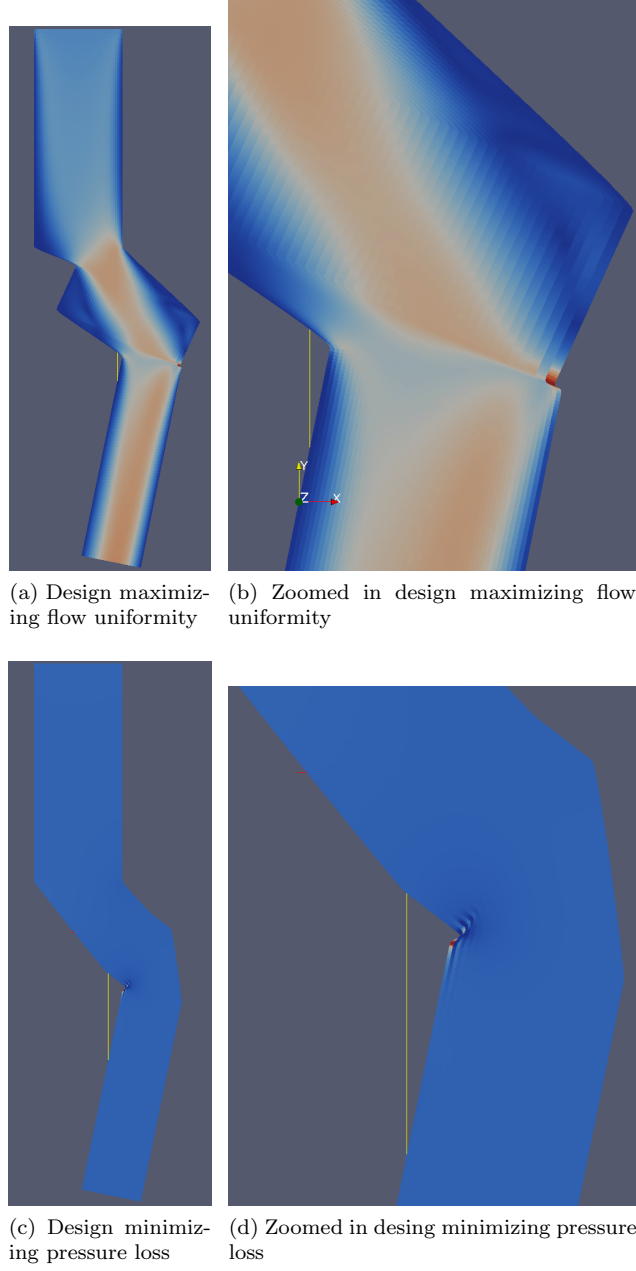 Y
Z
X
(a) Design maximiz-
ing flow uniformity
(b) Zoomed in design maximizing flow
uniformity
(c) Design minimiz-
ing pressure loss
(d) Zoomed in desing minimizing pressure
loss